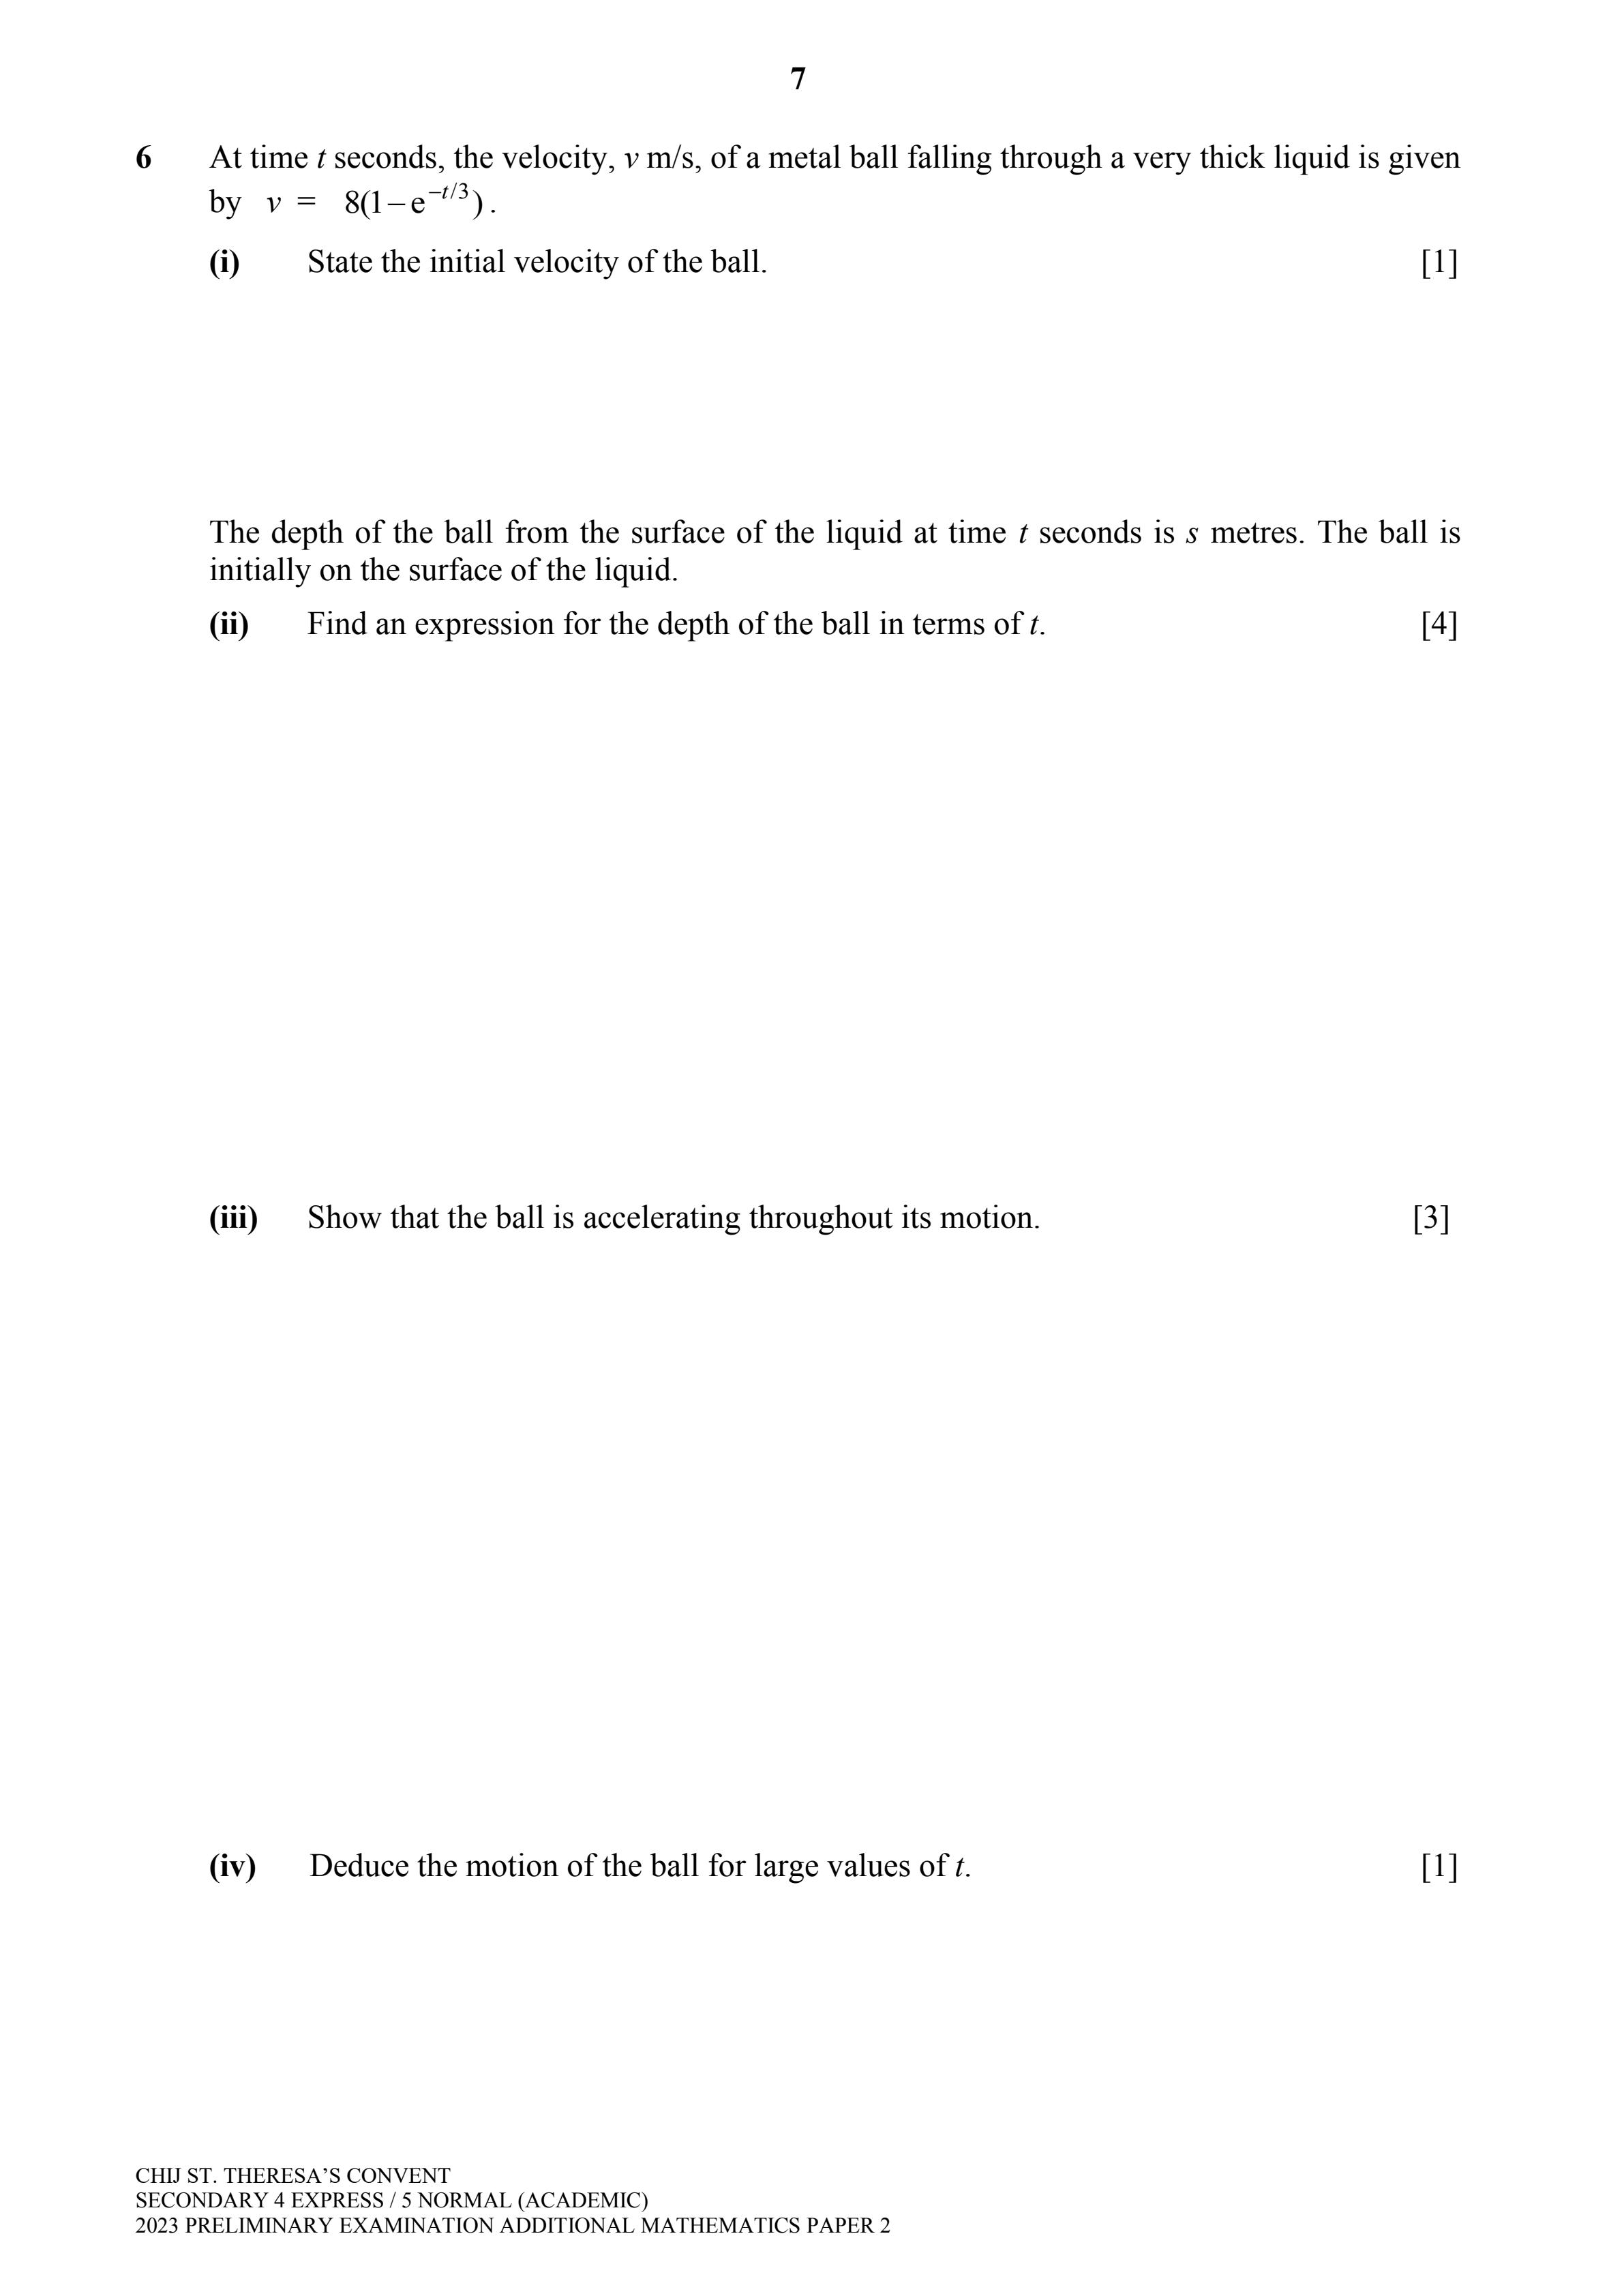 7
6 At time t seconds, the velocity, v m/s, of a metal ball falling through a very thick liquid is given
by v = 8(1−e^{−t/3}).
(i) State the initial velocity of the ball. [1]
The depth of the ball from the surface of the liquid at time t seconds is s metres. The ball is
initially on the surface of the liquid.
(ii) Find an expression for the depth of the ball in terms of t. [4]
(iii) Show that the ball is accelerating throughout its motion. [3]
(iv) Deduce the motion of the ball for large values of t. [1]
CHIJ ST. THERESA’S CONVENT
SECONDARY 4 EXPRESS / 5 NORMAL (ACADEMIC)
2023 PRELIMINARY EXAMINATION ADDITIONAL MATHEMATICS PAPER 2